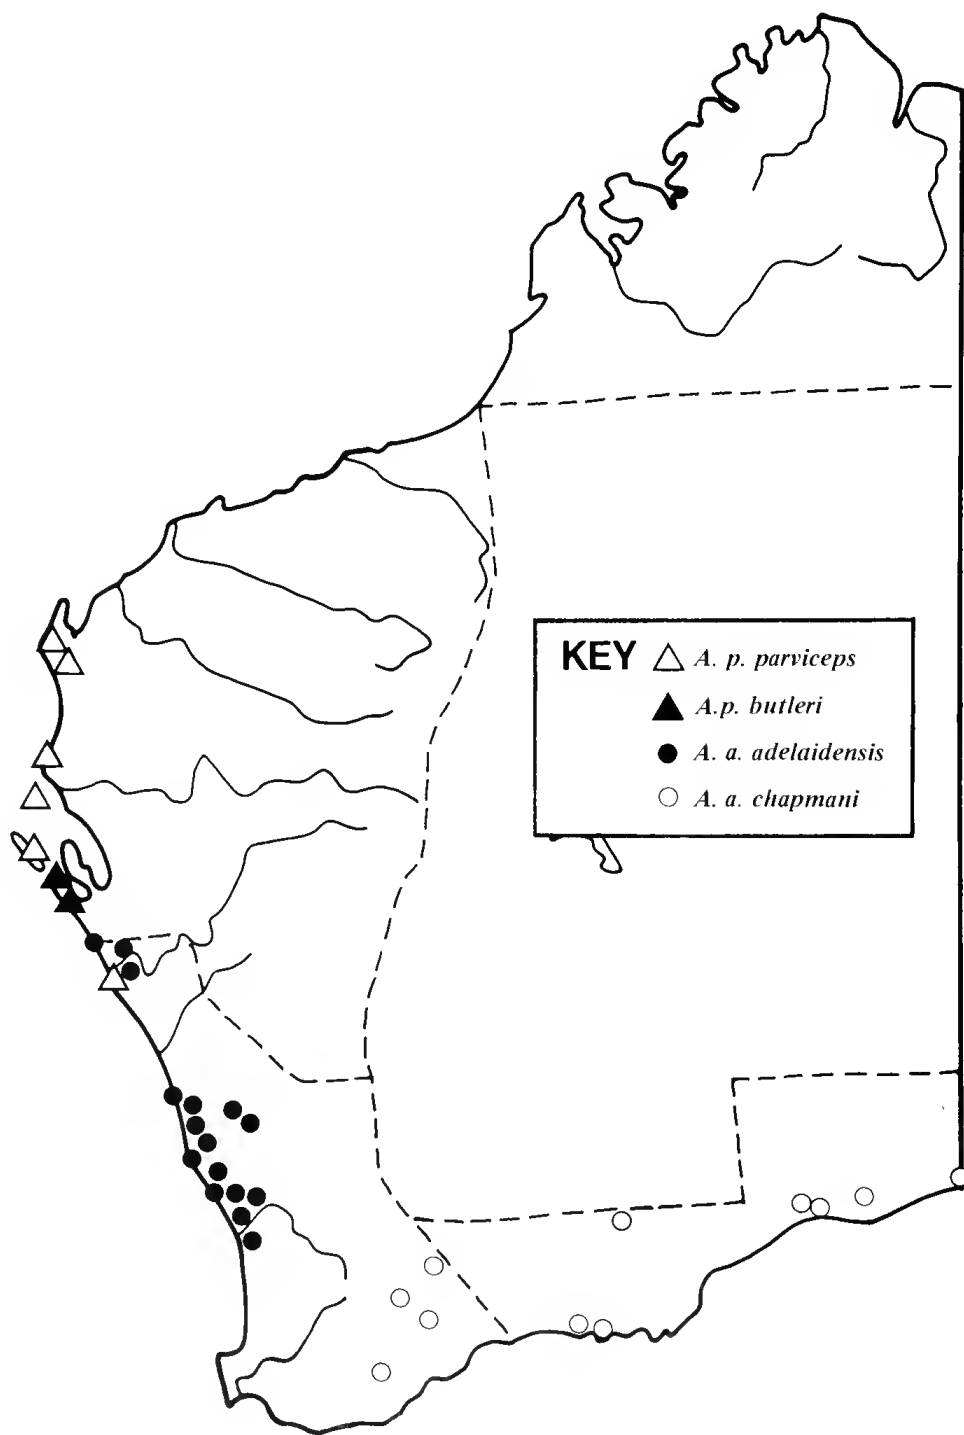 KEY
A. p. parviceps
A.p. butleri
A. a. adelaidensis
A. a. chapmani